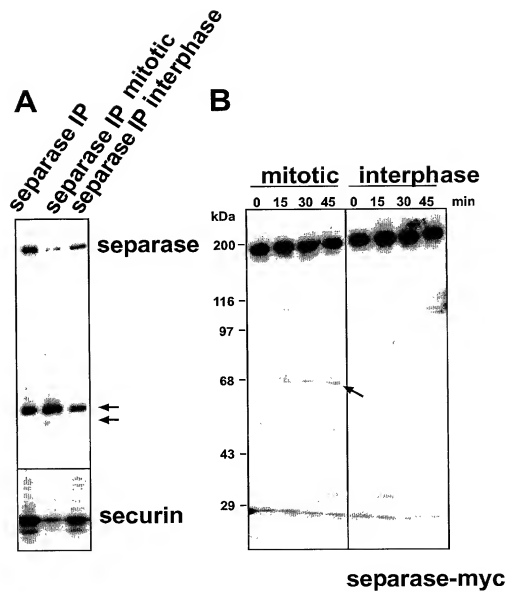 A
separase IP
separase IP mitotic
separase IP interphase
separase
securin
B
mitotic interphase
0 15 30 45 0 15 30 45 min
kDa
200
116
97
68
43
29
separase-myc